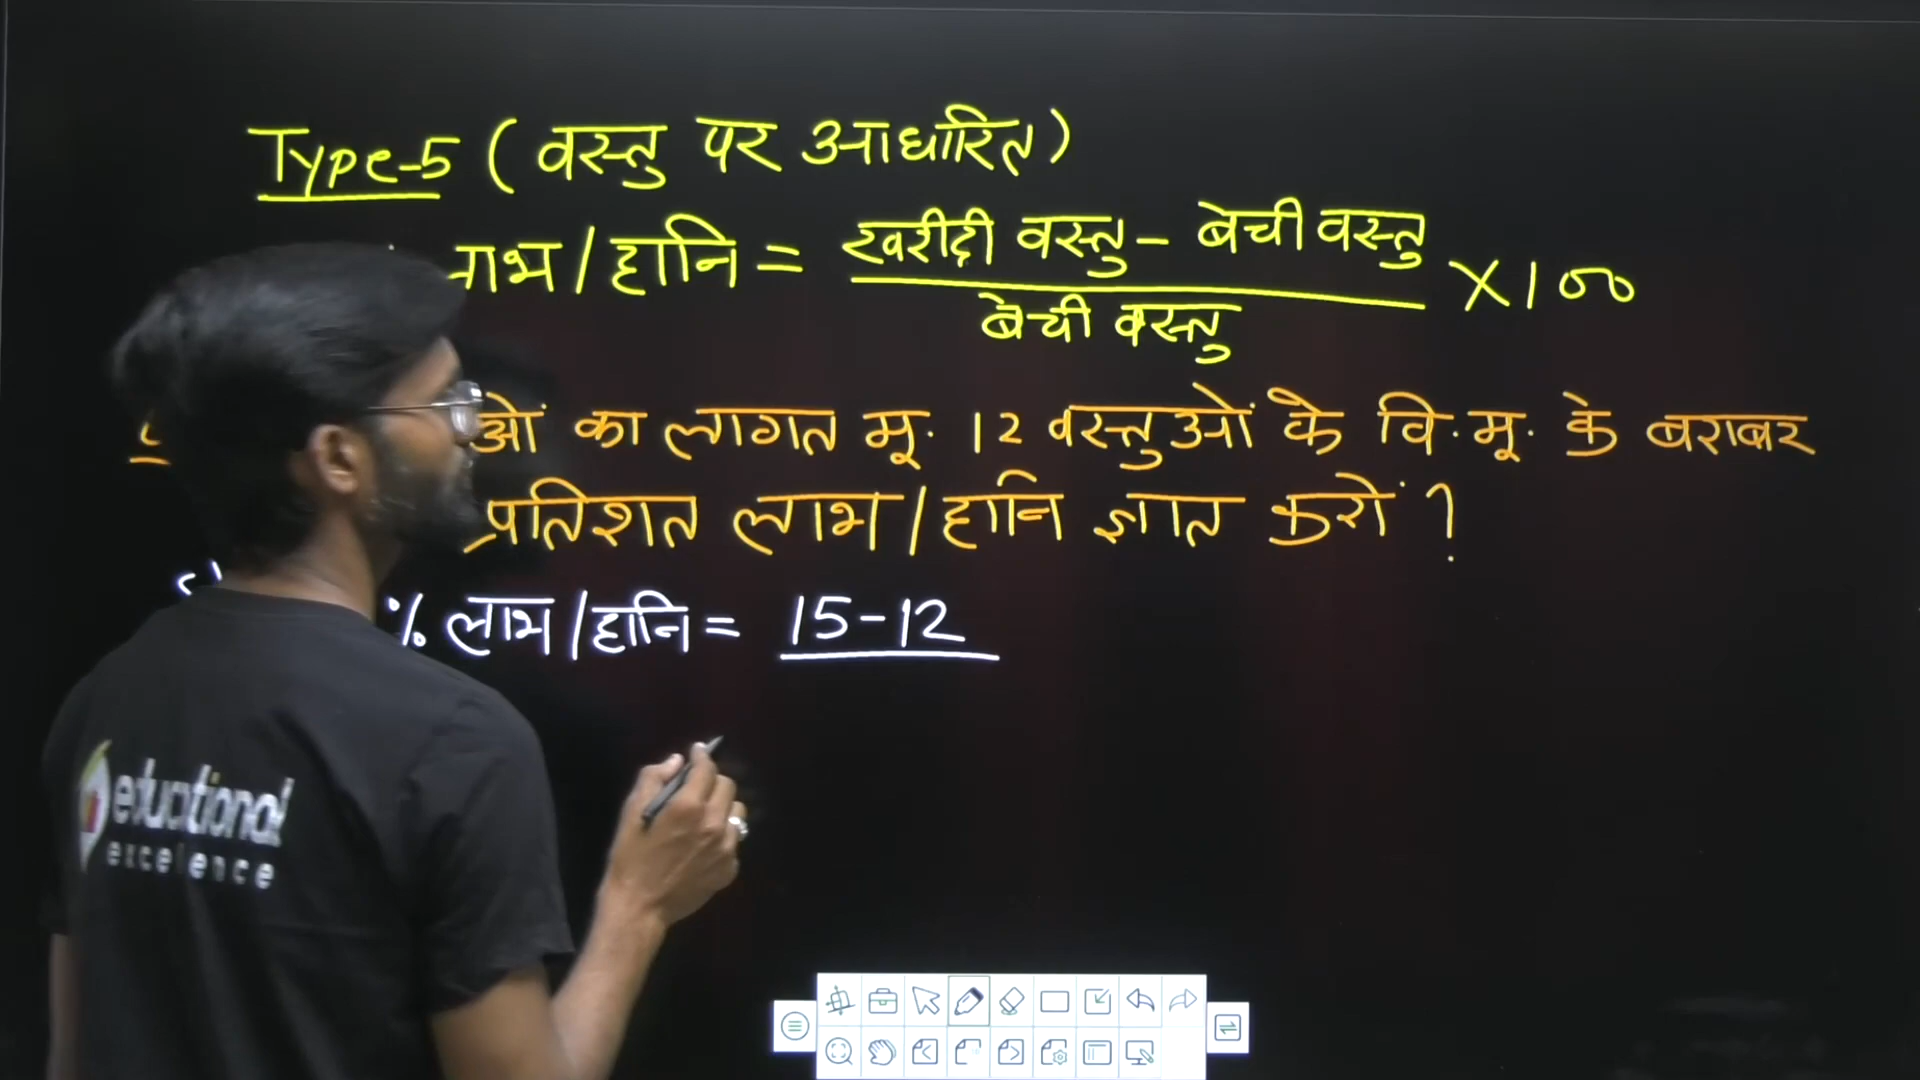 Type-5 ( वस्तु पर आधारित)
लाभ/हानि = खरीदी वस्तु - बेची वस्तु X 100
बेची वस्तु
ओं का लागत मू. 12 वस्तुओं के वि.मू. के बराबर
प्रतिशत लाभ/हानि ज्ञात करों ?
% लाभ/हानि = 15-12
educational
excellence